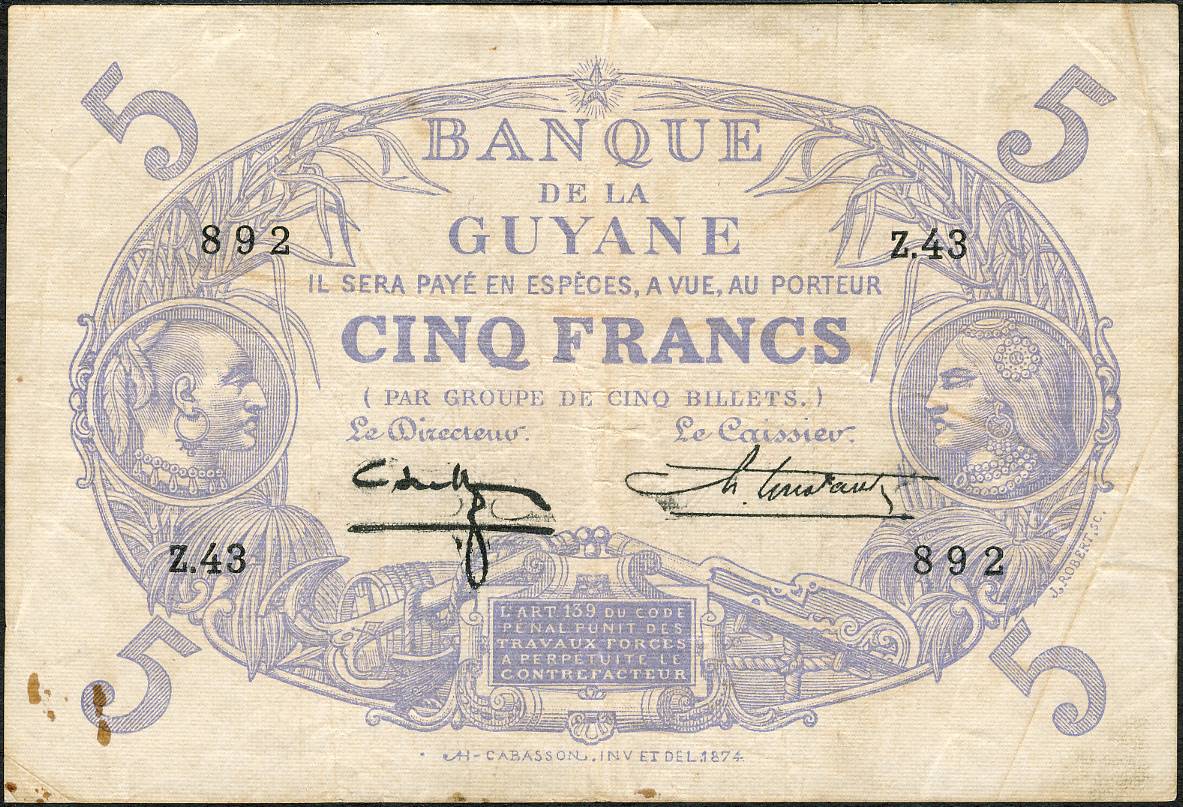 5 5
BANQUE
DE LA
GUYANE
892 Z.43
IL SERA PAYÉ EN ESPÈCES, A VUE, AU PORTEUR
CINQ FRANCS
( PAR GROUPE DE CINQ BILLETS. )
Le Directeur. Le Caissier.
Z.43 892
J. ROBERT, SC.
L'ART 139 DU CODE
PÉNAL PUNIT DES
TRAVAUX FORCÉS
A PERPÉTUITÉ LE
CONTREFACTEUR
5 5
H-CABASSON, INV ET DEL, 1874